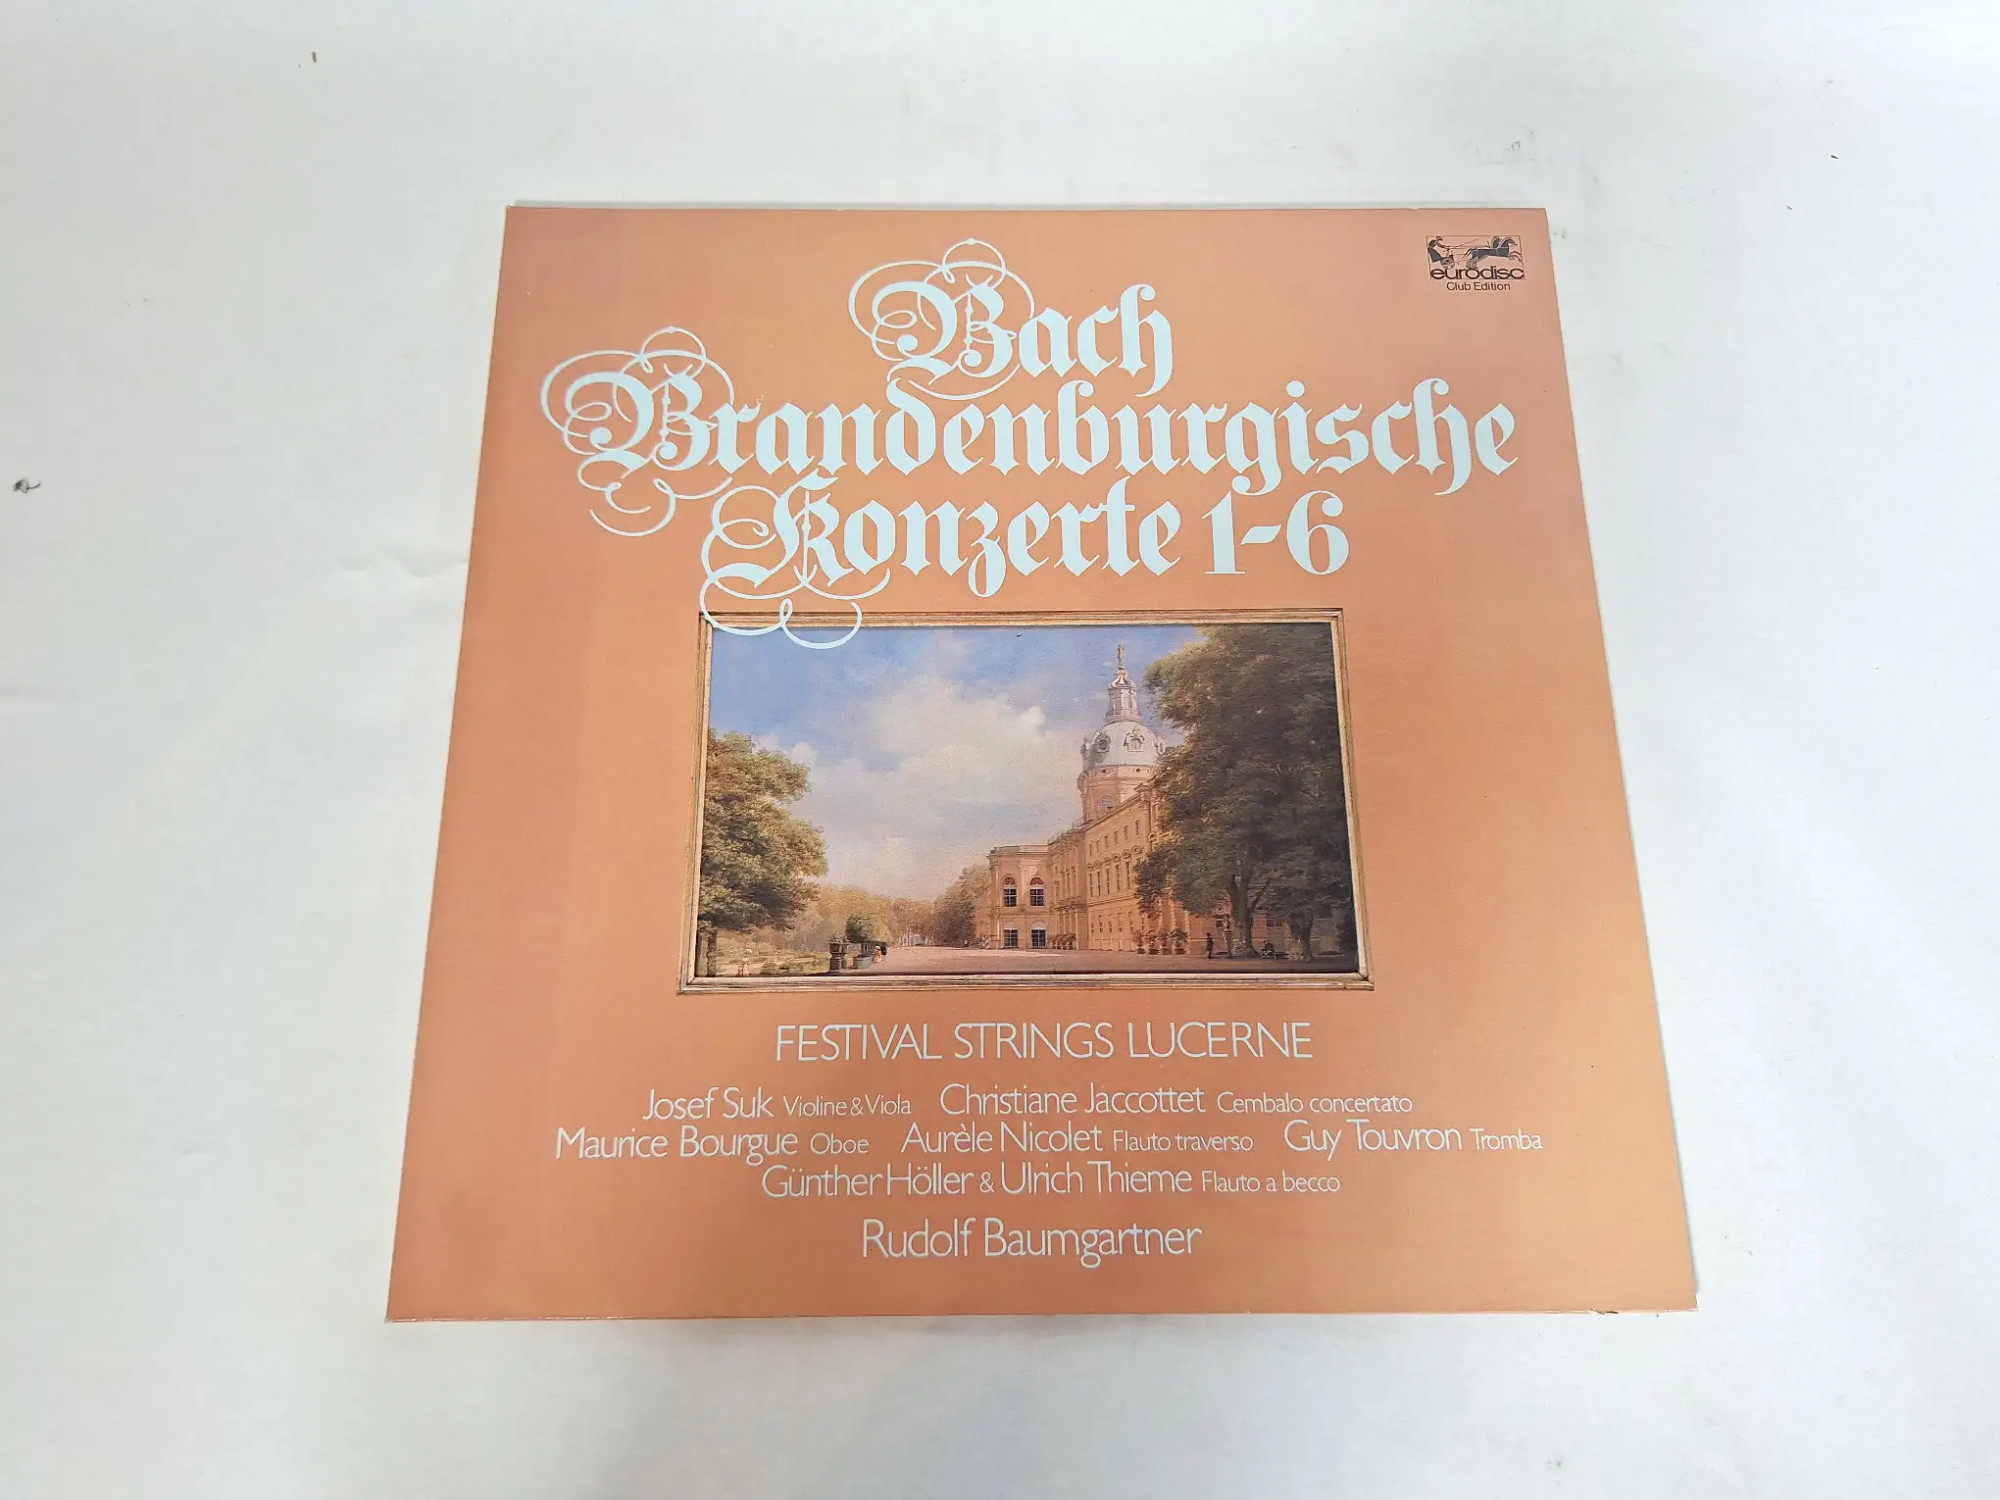 eurodisc
Club Edition
Bach
Brandenburgische
Konzerte 1-6
FESTIVAL STRINGS LUCERNE
Josef Suk Violine & Viola Christiane Jaccottet Cembalo concertato
Maurice Bourgue Oboe Aurèle Nicolet Flauto traverso Guy Touvron Tromba
Günther Höller & Ulrich Thieme Flauto a becco
Rudolf Baumgartner